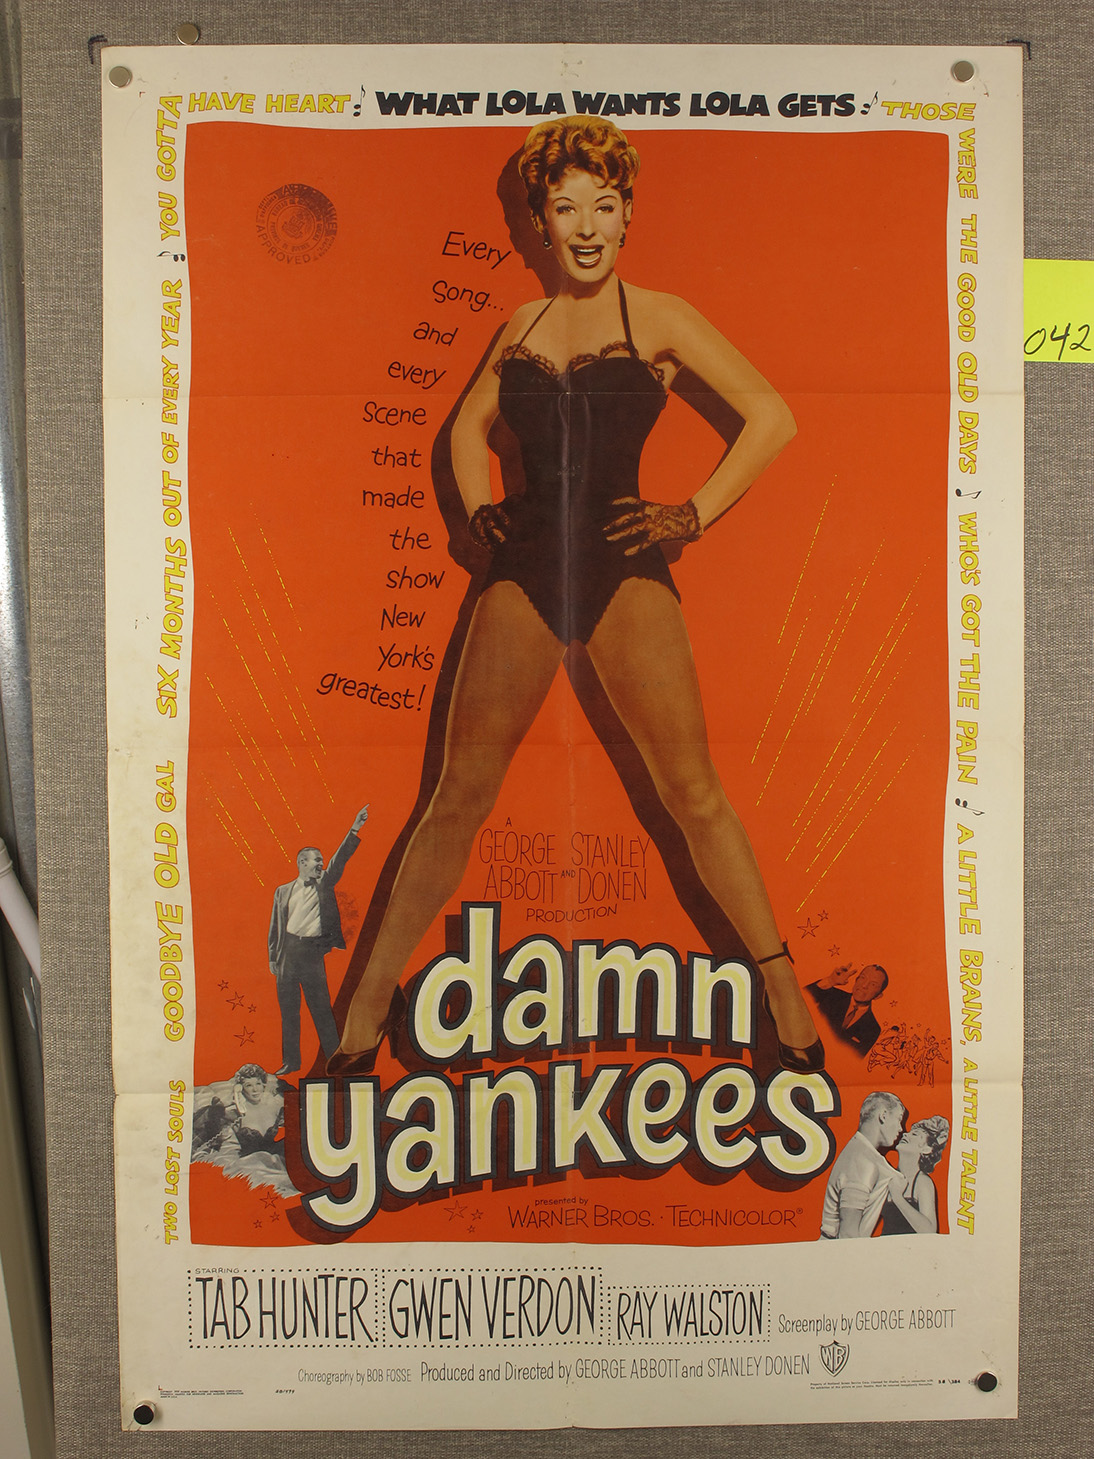 YOU GOTTA HAVE HEART
WHAT LOLA WANTS LOLA GETS
THOSE WERE THE GOOD OLD DAYS
WHO'S GOT THE PAIN
A LITTLE BRAINS, A LITTLE TALENT
SIX MONTHS OUT OF EVERY YEAR
GOODBYE OLD GAL
TWO LOST SOULS
APPROVED
042
Every
Song...
and
every
Scene
that
made
the
show
New
York's
greatest!
A
GEORGE ABBOTT AND STANLEY DONEN
PRODUCTION
damn
yankees
presented by
WARNER BROS. · TECHNICOLOR®
STARRING
TAB HUNTER GWEN VERDON RAY WALSTON Screenplay by GEORGE ABBOTT
Choreography by BOB FOSSE Produced and Directed by GEORGE ABBOTT and STANLEY DONEN WB